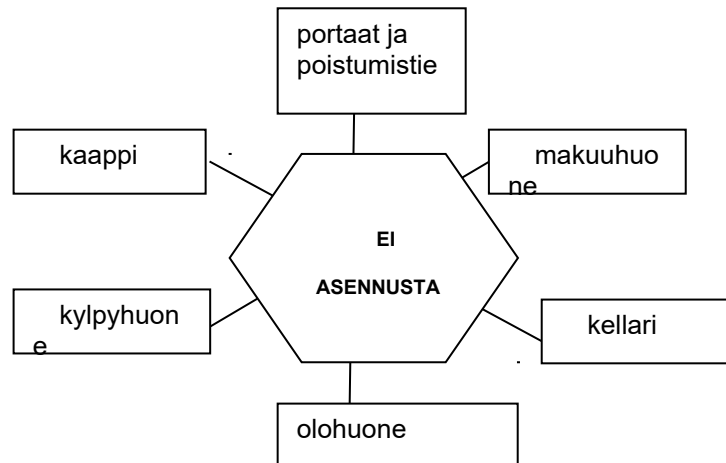 portaat ja
poistumistie
kaappi
makuuhuo
ne
EI
ASENNUSTA
kylpyhuon
e
kellari
olohuone